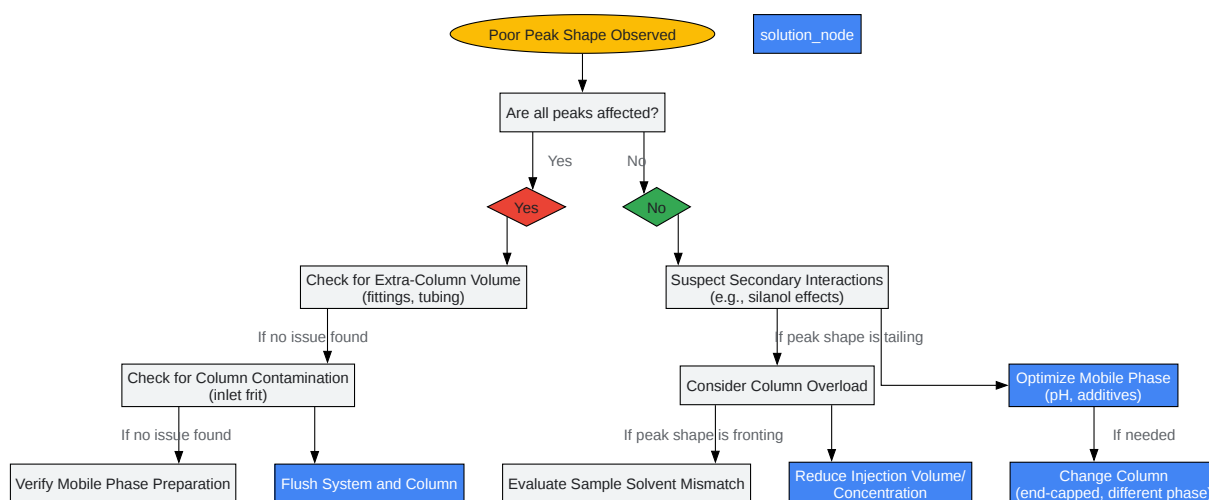 Poor Peak Shape Observed
solution_node
Are all peaks affected?
Yes
No
Yes
No
Check for Extra-Column Volume
(fittings, tubing)
Suspect Secondary Interactions
(e.g., silanol effects)
If no issue found
If peak shape is tailing
Check for Column Contamination
(inlet frit)
Consider Column Overload
Optimize Mobile Phase
(pH, additives)
If no issue found
If peak shape is fronting
If needed
Verify Mobile Phase Preparation
Flush System and Column
Evaluate Sample Solvent Mismatch
Reduce Injection Volume/
Concentration
Change Column
(end-capped, different phase)